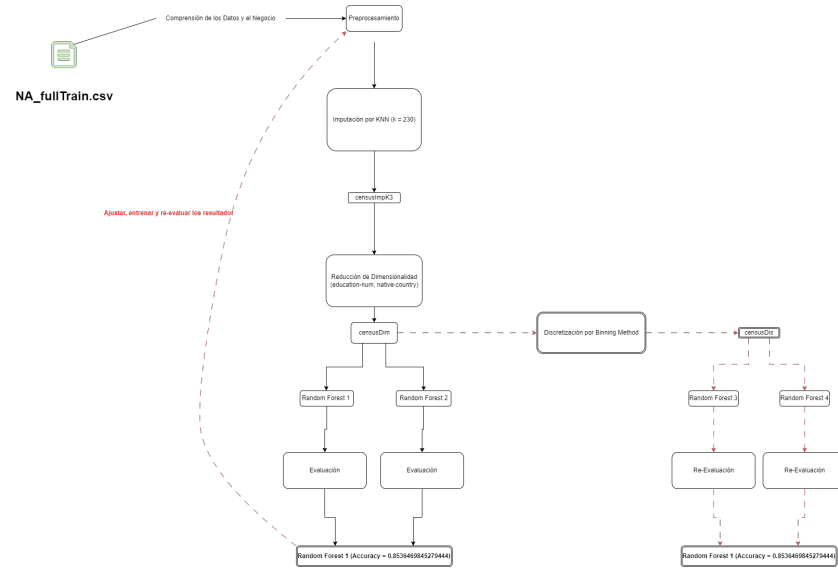 Comprensión de los Datos y el Negocio
Preprocesamiento
NA_fullTrain.csv
Imputación por KNN (k = 230)
censusImpK3
Ajustar, entrenar y re-evaluar los resultados
Reducción de Dimensionalidad
(education-num, native-country)
censusDim
Discretización por Binning Method
censusDis
Random Forest 1
Random Forest 2
Random Forest 3
Random Forest 4
Evaluación
Evaluación
Re-Evaluación
Re-Evaluación
Random Forest 1 (Accuracy = 0.8536469845279444)
Random Forest 1 (Accuracy = 0.8536469845279444)